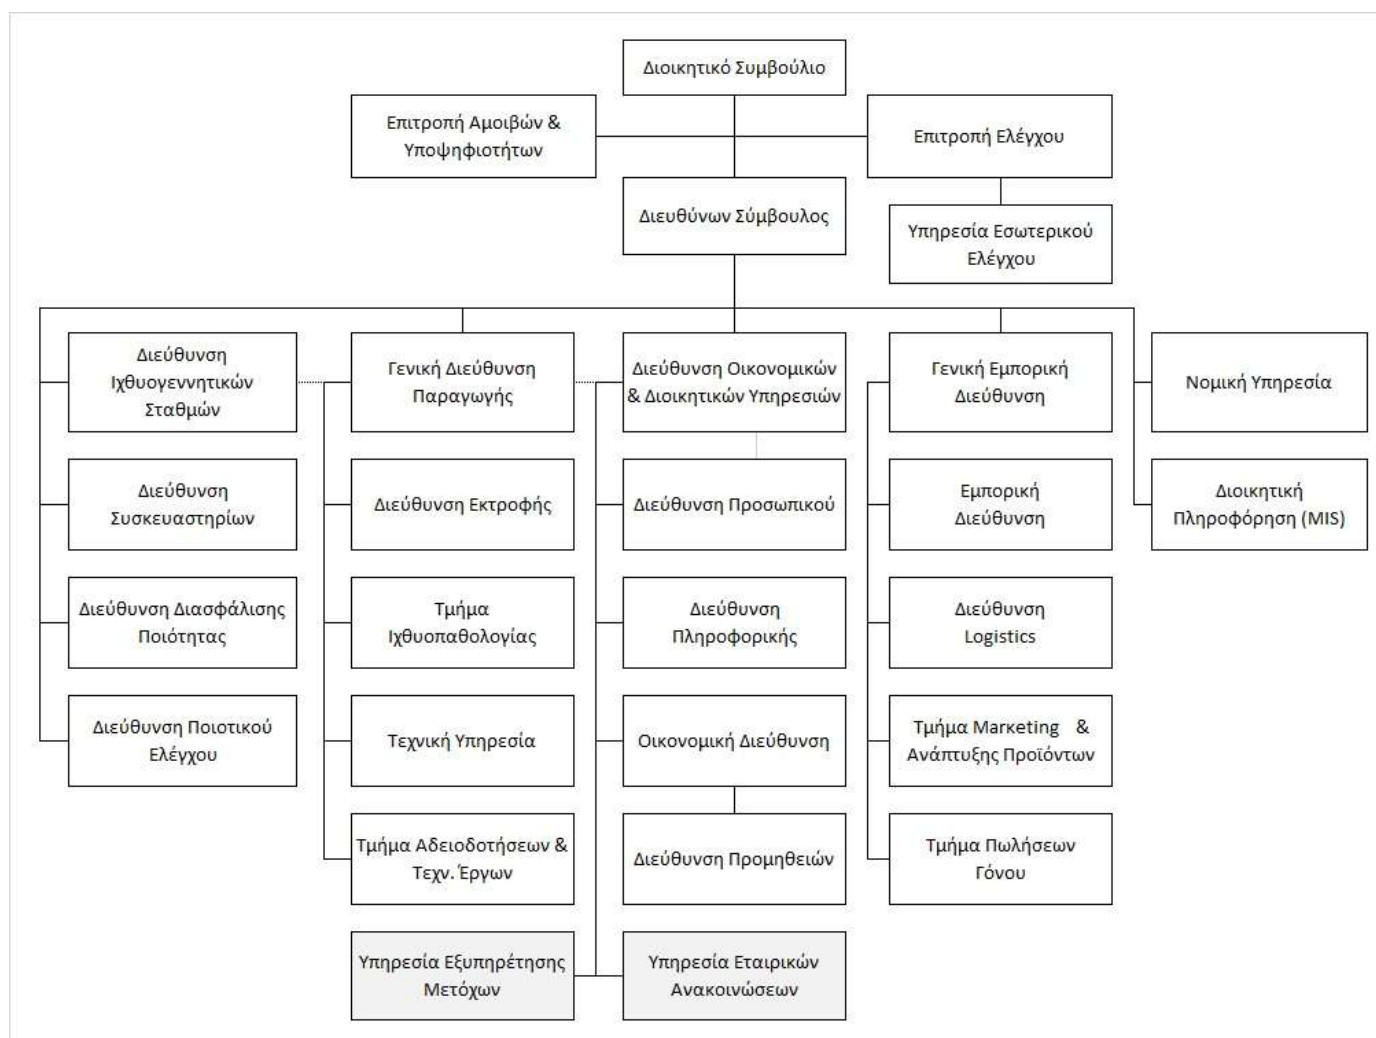 Διοικητικό Συμβούλιο
Επιτροπή Αμοιβών &
Υποψηφιοτήτων
Επιτροπή Ελέγχου
Διευθύνων Σύμβουλος
Υπηρεσία Εσωτερικού
Ελέγχου
Διεύθυνση
Ιχθυογεννητικών
Σταθμών
Γενική Διεύθυνση
Παραγωγής
Διεύθυνση Οικονομικών
& Διοικητικών Υπηρεσιών
Γενική Εμπορική
Διεύθυνση
Νομική Υπηρεσία
Διεύθυνση
Συσκευαστηρίων
Διεύθυνση Εκτροφής
Διεύθυνση Προσωπικού
Εμπορική
Διεύθυνση
Διοικητική
Πληροφόρηση (MIS)
Διεύθυνση Διασφάλισης
Ποιότητας
Τμήμα
Ιχθυοπαθολογίας
Διεύθυνση
Πληροφορικής
Διεύθυνση
Logistics
Διεύθυνση Ποιοτικού
Ελέγχου
Τεχνική Υπηρεσία
Οικονομική Διεύθυνση
Τμήμα Marketing &
Ανάπτυξης Προϊόντων
Τμήμα Αδειοδοτήσεων &
Τεχν. Έργων
Διεύθυνση Προμηθειών
Τμήμα Πωλήσεων
Γόνου
Υπηρεσία Εξυπηρέτησης
Μετόχων
Υπηρεσία Εταιρικών
Ανακοινώσεων